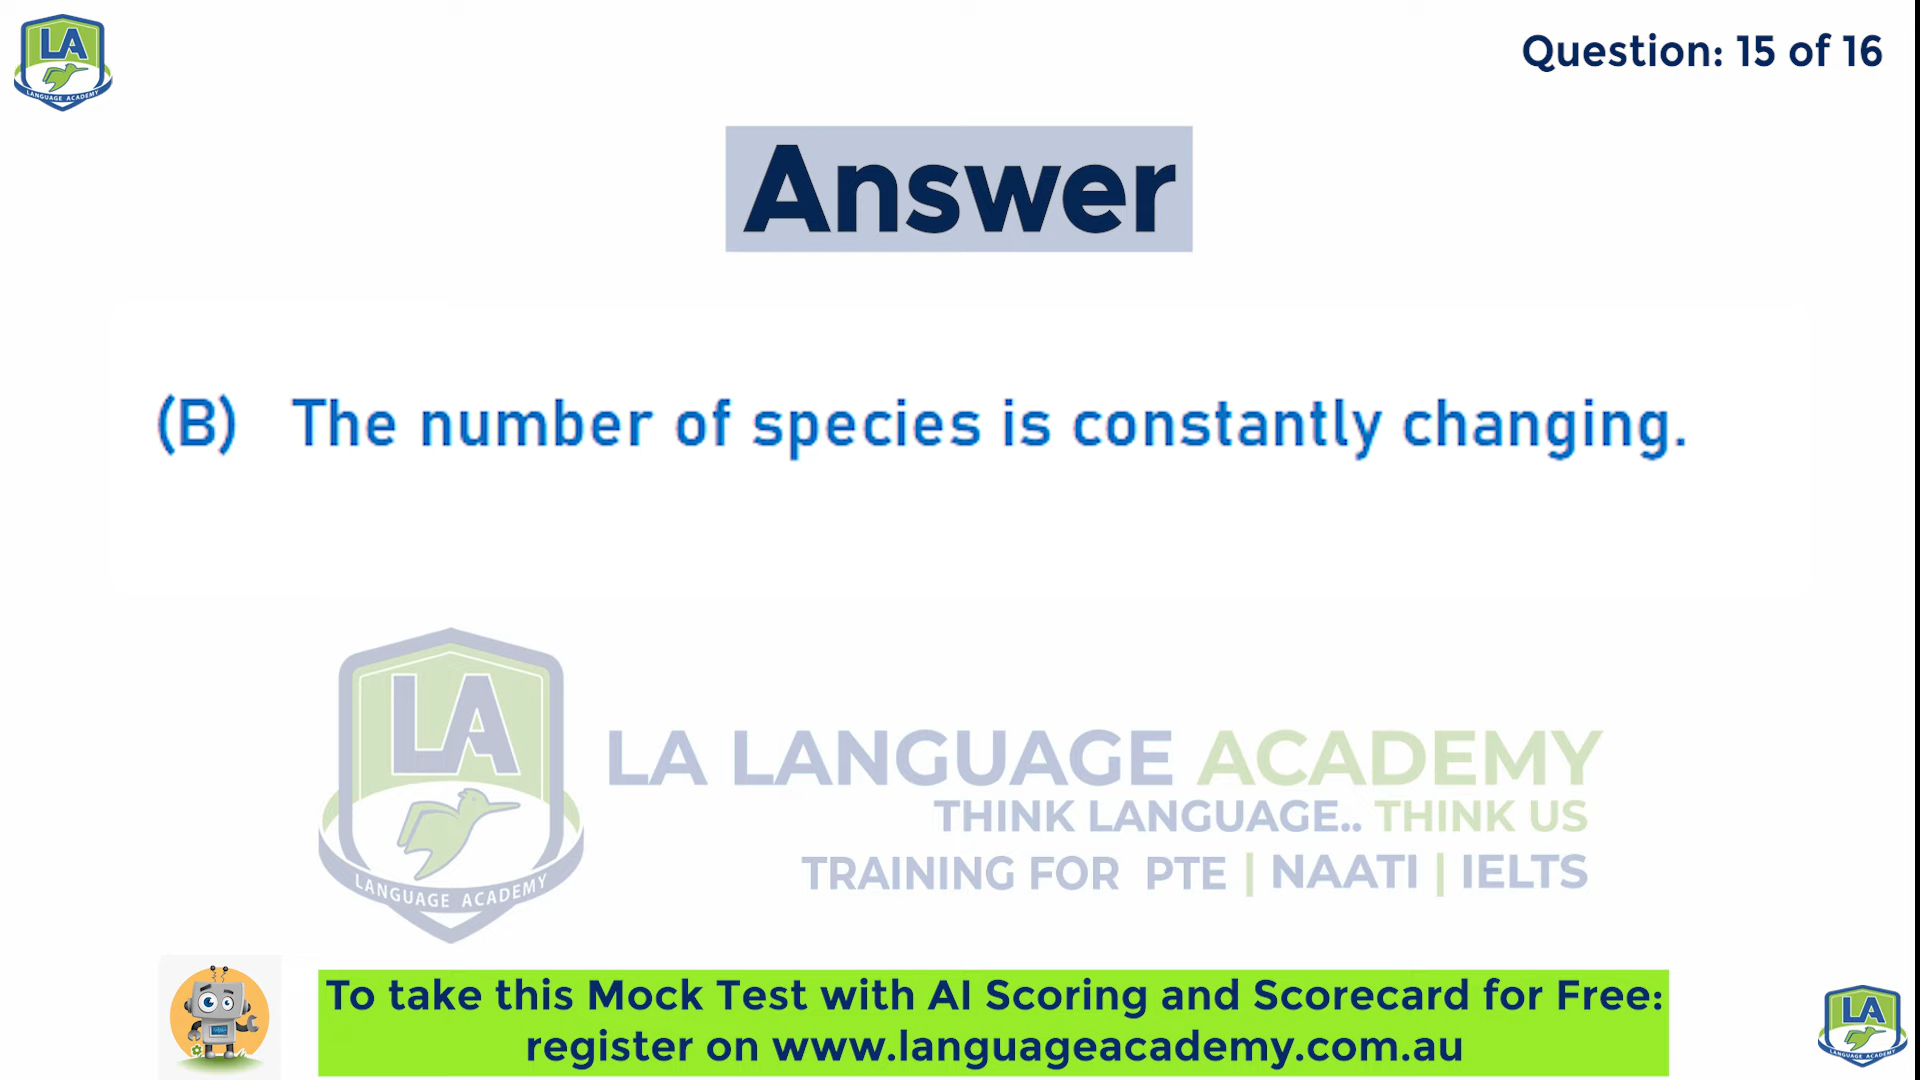 LA
LANGUAGE ACADEMY
Question: 15 of 16
Answer
(B) The number of species is constantly changing.
LA
LANGUAGE ACADEMY
LA LANGUAGE ACADEMY
THINK LANGUAGE.. THINK US
TRAINING FOR PTE | NAATI | IELTS
To take this Mock Test with AI Scoring and Scorecard for Free:
register on www.languageacademy.com.au
LA
LANGUAGE ACADEMY